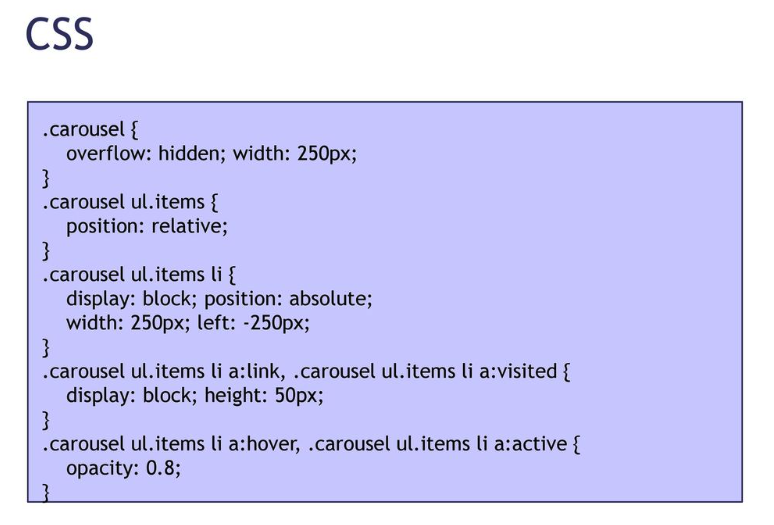 CSS
.carousel {
overflow: hidden; width: 250px;
}
.carousel ul.items {
position: relative;
}
.carousel ul.items li {
display: block; position: absolute;
width: 250px; left: -250px;
}
.carousel ul.items li a:link, .carousel ul.items li a:visited {
display: block; height: 50px;
}
.carousel ul.items li a:hover, .carousel ul.items li a:active {
opacity: 0.8;
}